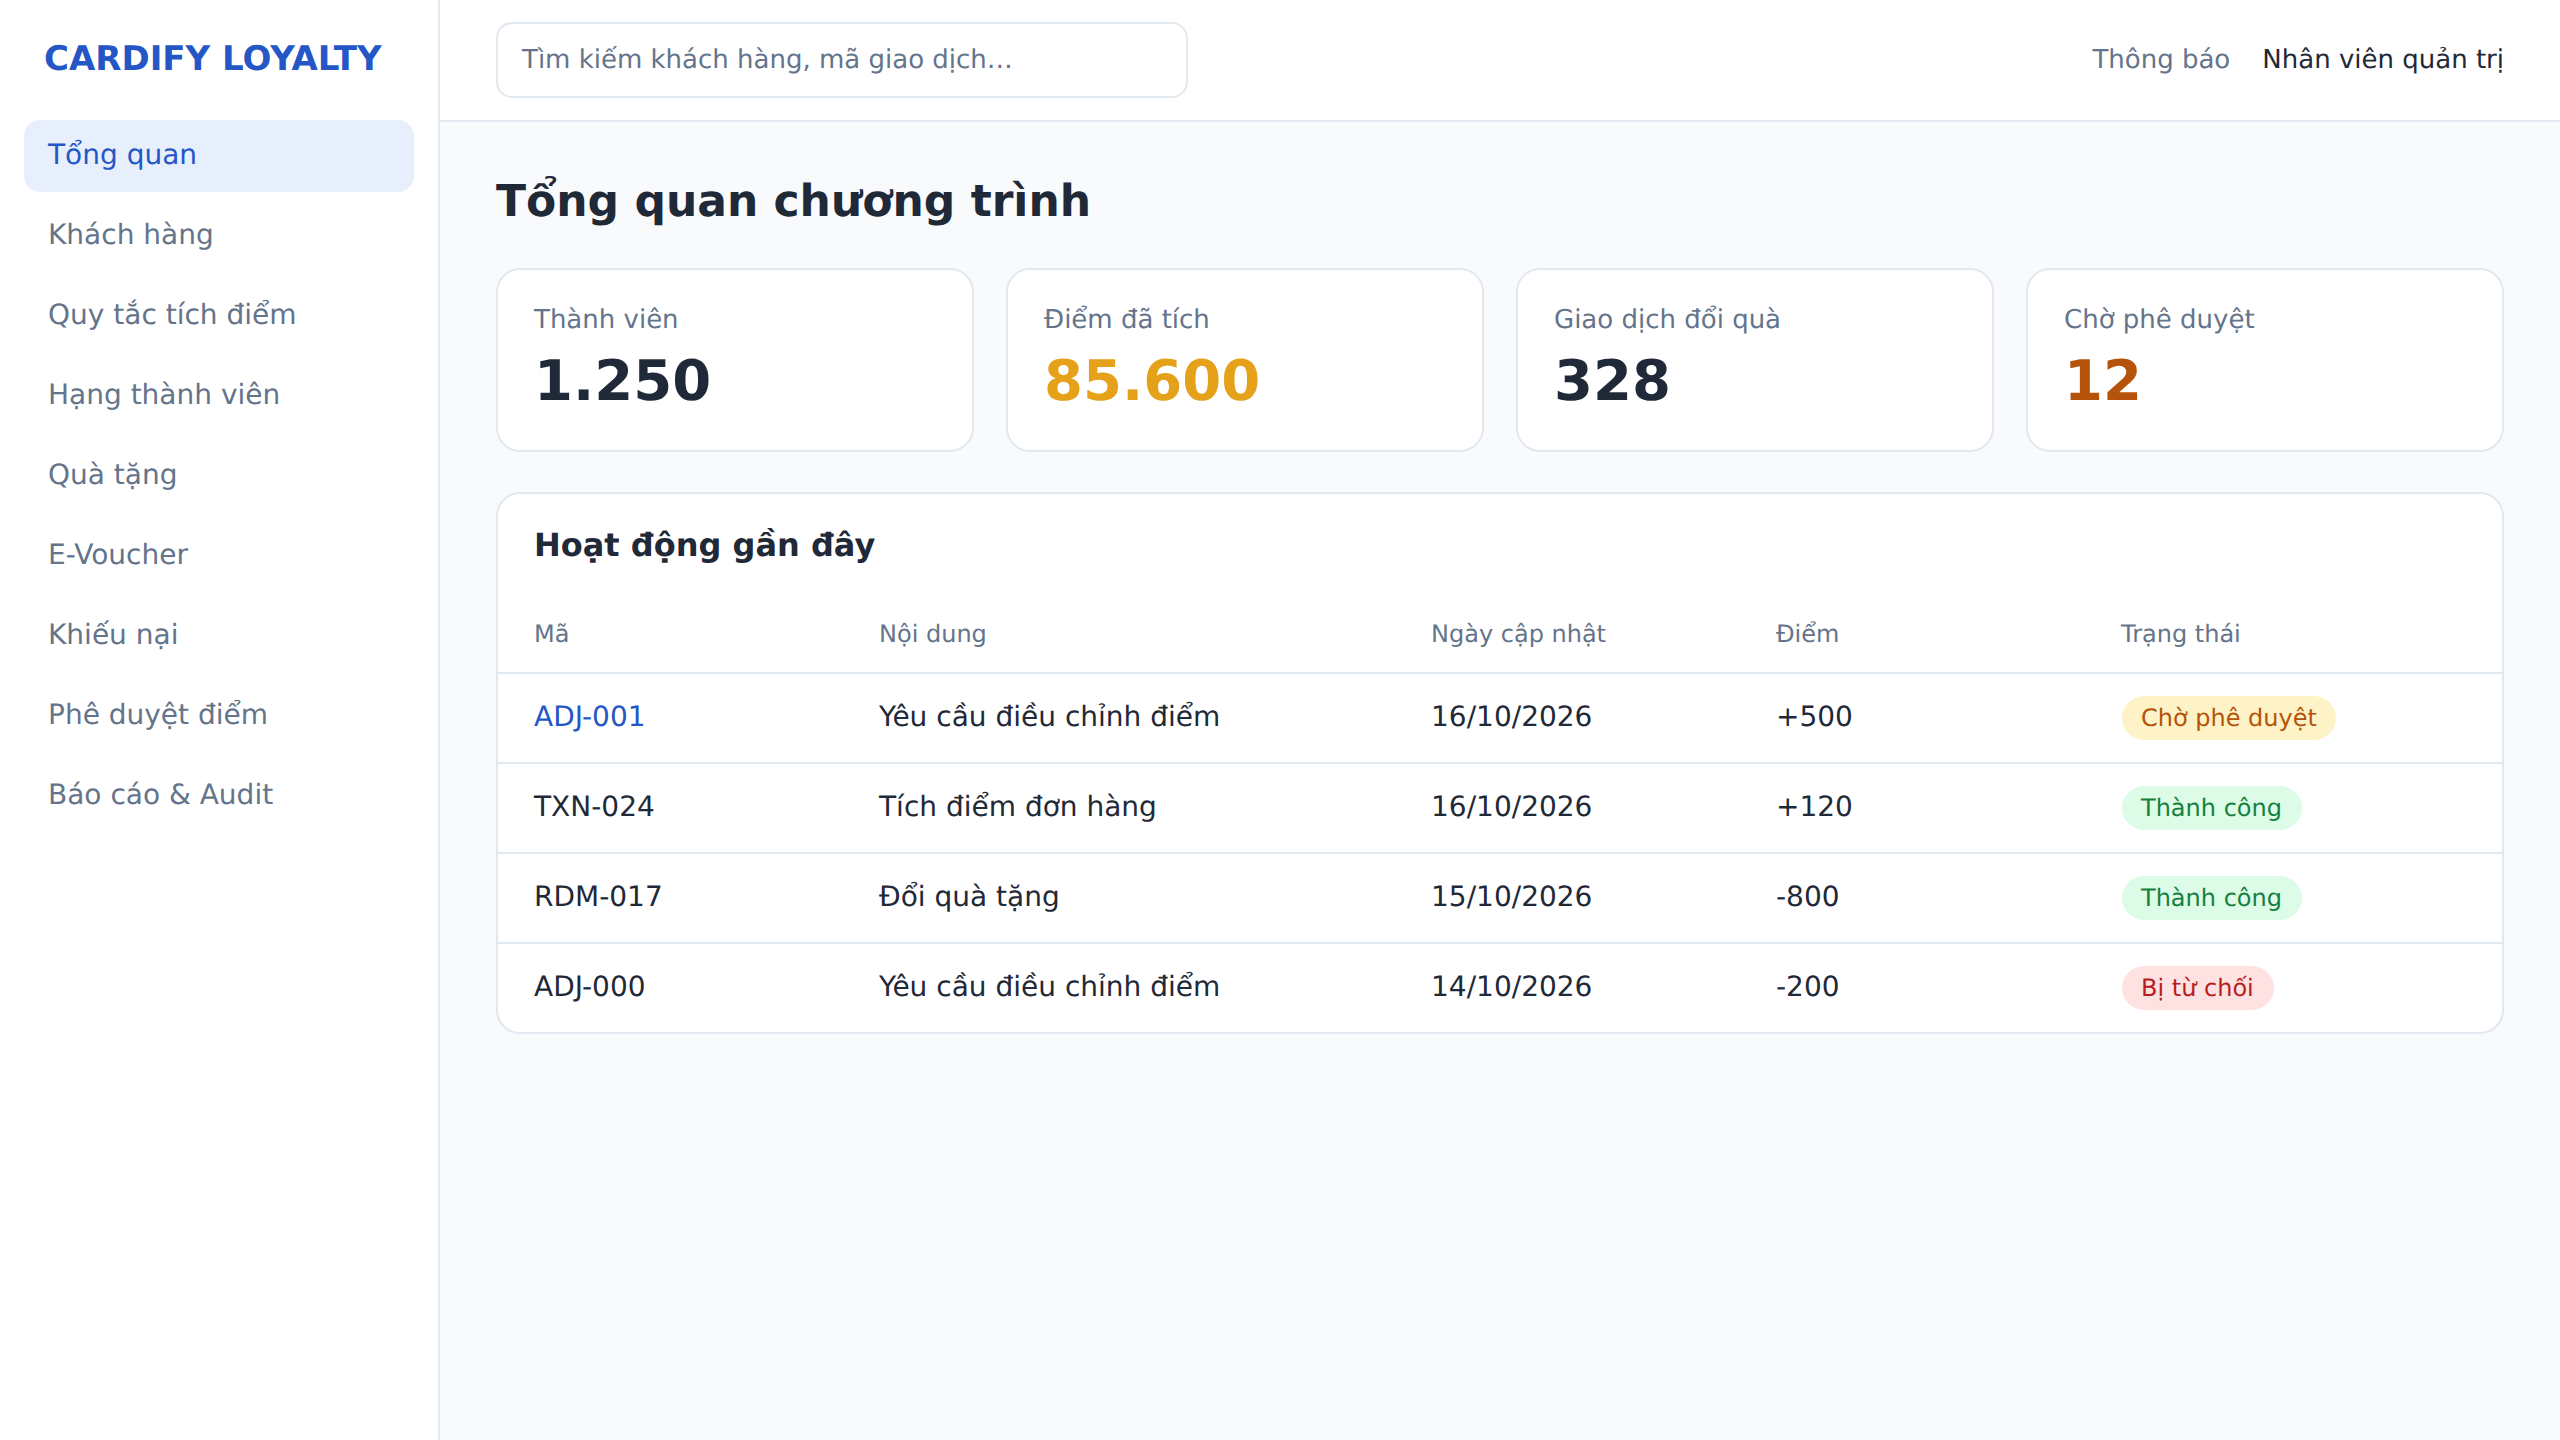 CARDIFY LOYALTY
Tổng quan
Khách hàng
Quy tắc tích điểm
Hạng thành viên
Quà tặng
E-Voucher
Khiếu nại
Phê duyệt điểm
Báo cáo & Audit
Tìm kiếm khách hàng, mã giao dịch...
Thông báo Nhân viên quản trị
Tổng quan chương trình
Thành viên
1.250
Điểm đã tích
85.600
Giao dịch đổi quà
328
Chờ phê duyệt
12
Hoạt động gần đây
Mã Nội dung Ngày cập nhật Điểm Trạng thái
ADJ-001 Yêu cầu điều chỉnh điểm 16/10/2026 +500 Chờ phê duyệt
TXN-024 Tích điểm đơn hàng 16/10/2026 +120 Thành công
RDM-017 Đổi quà tặng 15/10/2026 -800 Thành công
ADJ-000 Yêu cầu điều chỉnh điểm 14/10/2026 -200 Bị từ chối